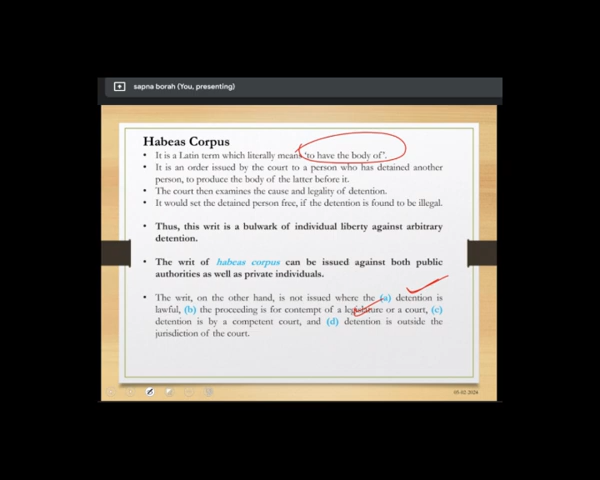 sapna borah (You, presenting)
Habeas Corpus
• It is a Latin term which literally means 'to have the body of'.
• It is an order issued by the court to a person who has detained another
person, to produce the body of the latter before it.
• The court then examines the cause and legality of detention.
• It would set the detained person free, if the detention is found to be illegal.
• Thus, this writ is a bulwark of individual liberty against arbitrary
detention.
• The writ of habeas corpus can be issued against both public
authorities as well as private individuals.
• The writ, on the other hand, is not issued where the (a) detention is
lawful, (b) the proceeding is for contempt of a legislature or a court, (c)
detention is by a competent court, and (d) detention is outside the
jurisdiction of the court.